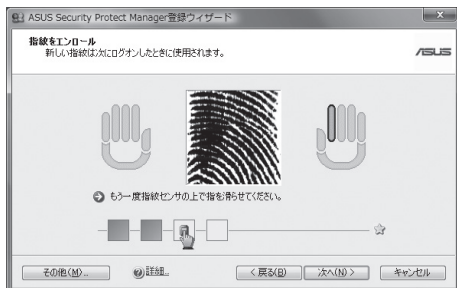 ASUS Security Protect Manager登録ウィザード
指紋をエンロール
新しい指紋は次にログオンしたときに使用されます。
ASUS
もう一度指紋センサの上で指を滑らせてください。
その他(M)...
詳細...
< 戻る(B)
次へ(N) >
キャンセル